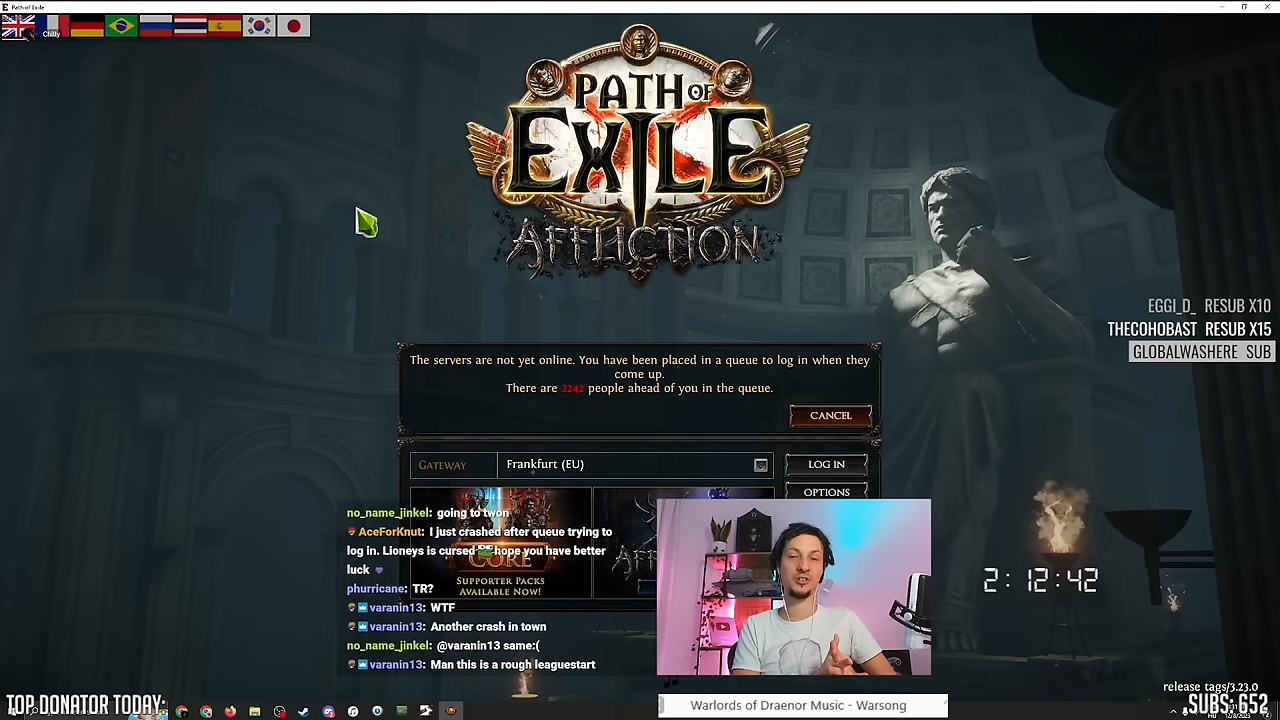 Path of Exile
Chilly
PATH OF
EXILE
AFFLICTION
EGGI_D_ RESUB X10
THECOHOBAST RESUB X15
GLOBALWASHERE SUB
The servers are not yet online. You have been placed in a queue to log in when they
come up.
There are 2242 people ahead of you in the queue.
CANCEL
GATEWAY
Frankfurt (EU)
LOG IN
OPTIONS
no_name_jinkel: going to twon
AceForKnut: I just crashed after queue trying to
log in. Lioneys is cursed hope you have better
luck
CORE
SUPPORTER PACKS
AVAILABLE NOW!
phurricane: TR?
varanin13: WTF
varanin13: Another crash in town
no_name_jinkel: @varanin13 same:(
varanin13: Man this is a rough leaguestart
2:12:42
release tags/3.23.0
TOP DONATOR TODAY:
SUBS: 652
Warlords of Draenor Music - Warsong